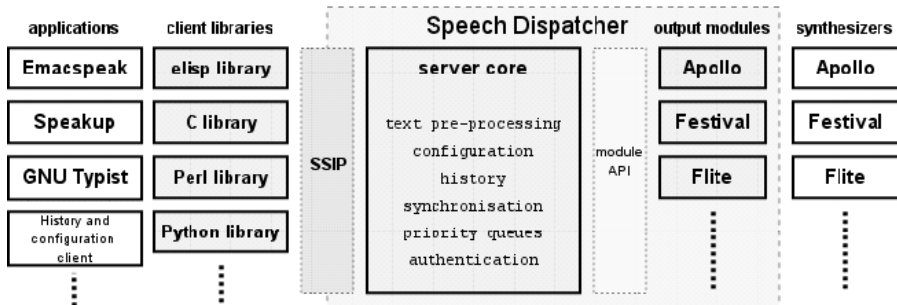 Speech Dispatcher
applications
client libraries
output modules
synthesizers
Emacspeak
Speakup
GNU Typist
History and
configuration
client
elisp library
C library
Perl library
Python library
SSIP
server core
text pre-processing
configuration
history
synchronisation
priority queues
authentication
module
API
Apollo
Festival
Flite
Apollo
Festival
Flite